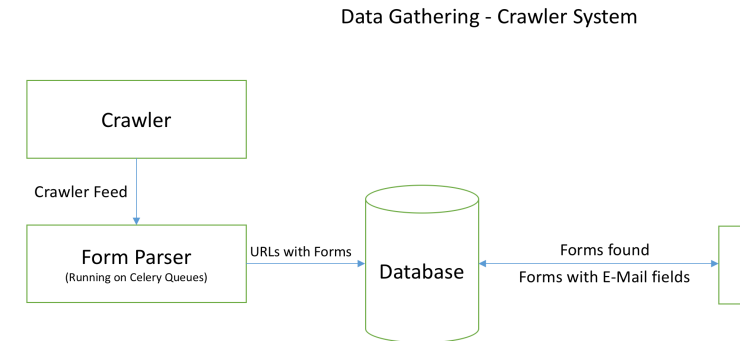 Data Gathering - Crawler System
Crawler
Crawler Feed
Form Parser
(Running on Celery Queues)
URLs with Forms
Database
Forms found
Forms with E-Mail fields